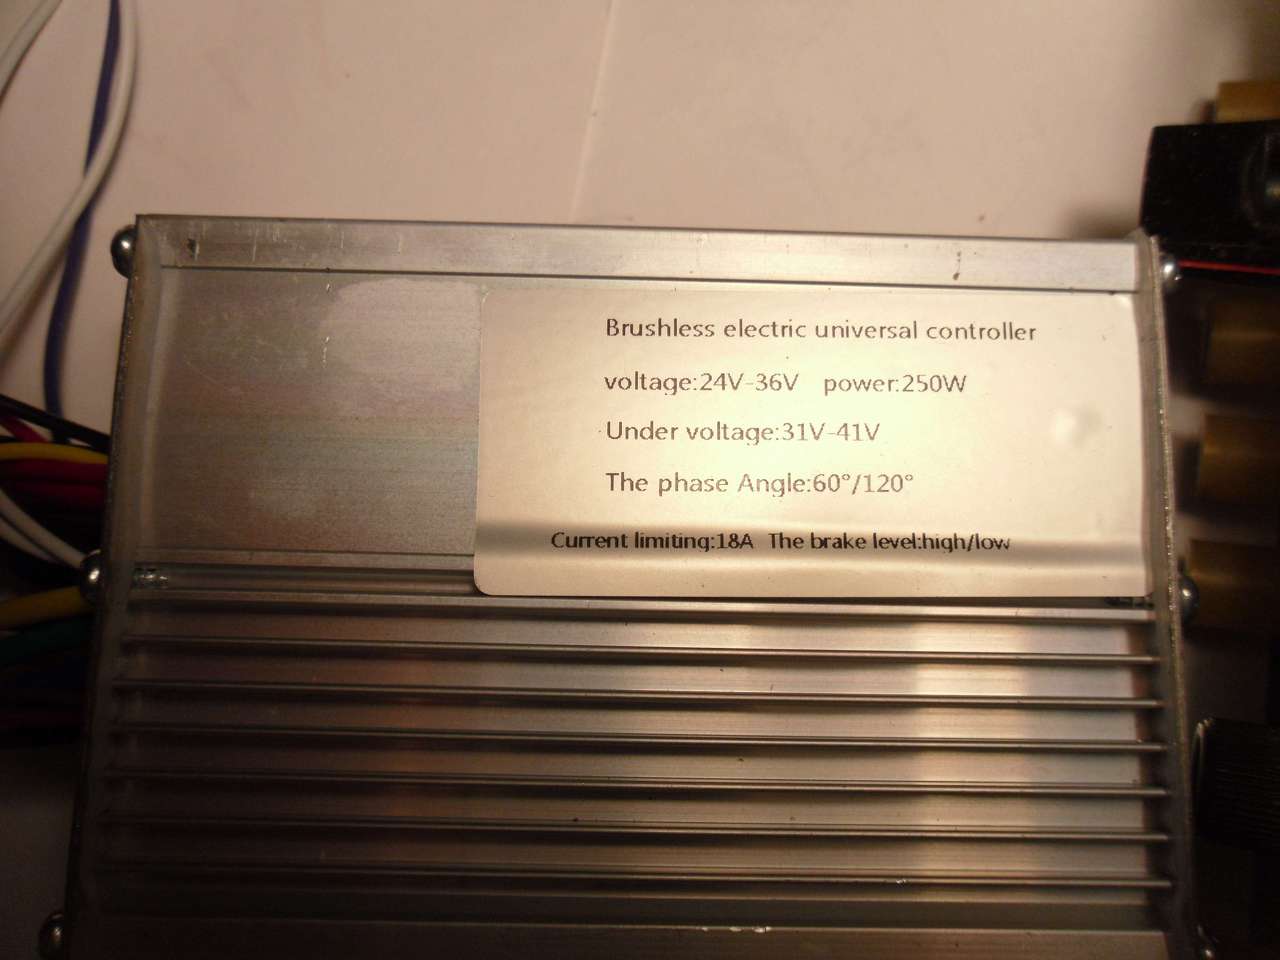 Brushless electric universal controller
voltage:24V-36V power:250W
Under voltage:31V-41V
The phase Angle:60°/120°
Current limiting:18A The brake level:high/low